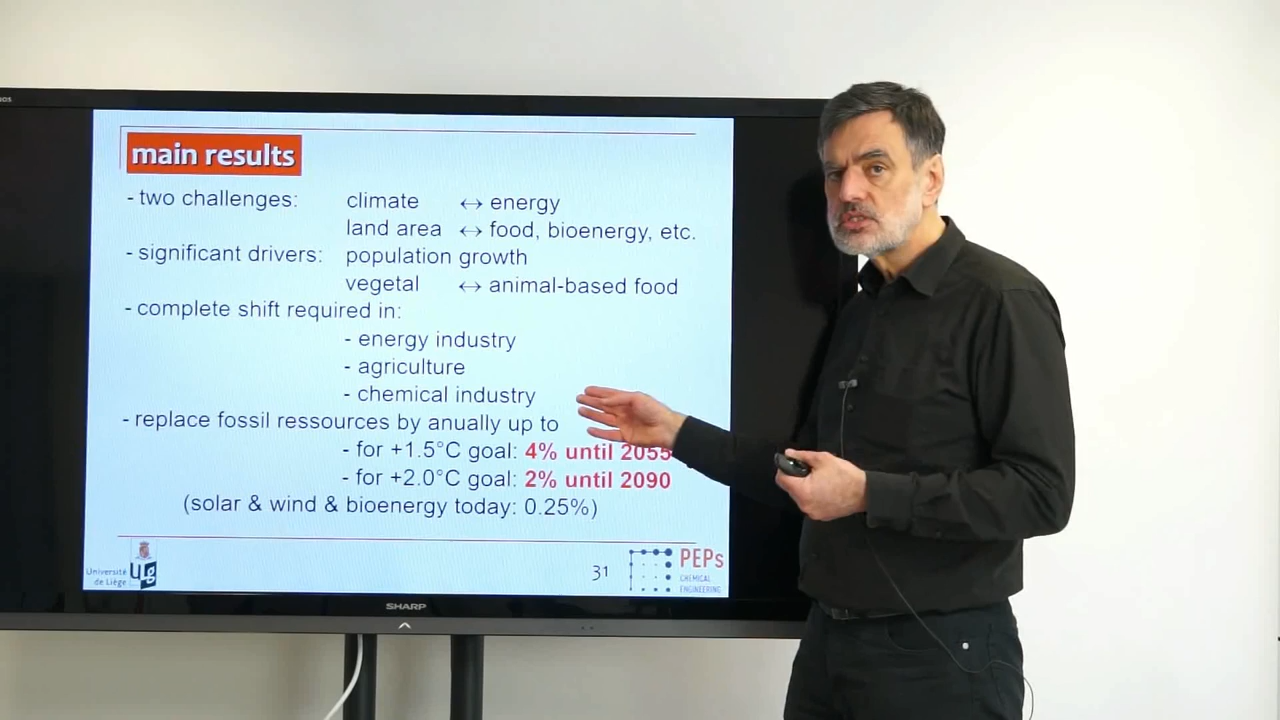 main results
- two challenges: climate ↔ energy
land area ↔ food, bioenergy, etc.
- significant drivers: population growth
vegetal ↔ animal-based food
- complete shift required in:
- energy industry
- agriculture
- chemical industry
- replace fossil ressources by anually up to
- for +1.5°C goal: 4% until 2055
- for +2.0°C goal: 2% until 2090
(solar & wind & bioenergy today: 0.25%)
Université
de Liège
31
PEPs
CHEMICAL
ENGINEERING
SHARP